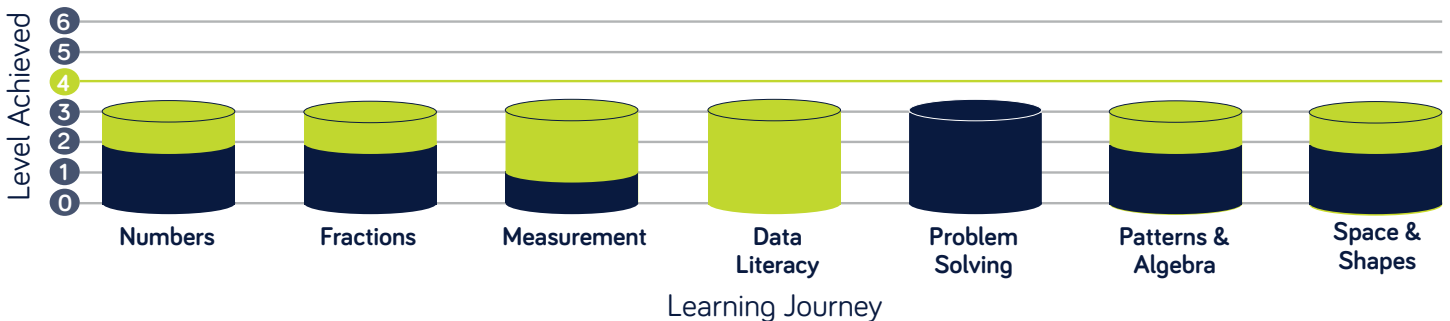 Level Achieved
6
5
4
3
2
1
0
Numbers
Fractions
Measurement
Data
Literacy
Problem
Solving
Patterns &
Algebra
Space &
Shapes
Learning Journey